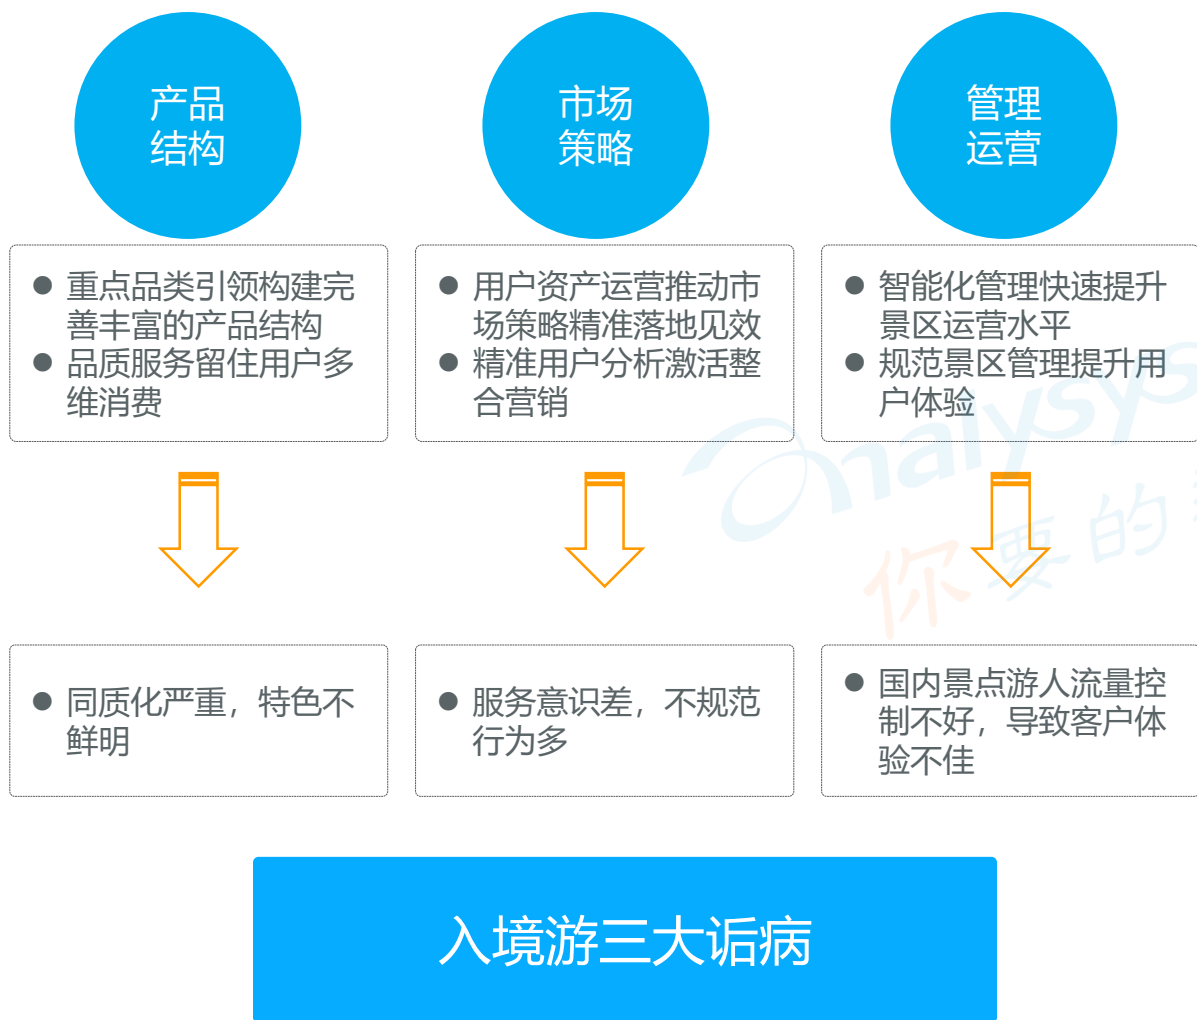 产品
结构
市场
策略
管理
运营
● 重点品类引领构建完
善丰富的产品结构
● 品质服务留住用户多
维消费
● 用户资产运营推动市
场策略精准落地见效
● 精准用户分析激活整
合营销
● 智能化管理快速提升
景区运营水平
● 规范景区管理提升用
户体验
analysys
你要的
● 同质化严重，特色不
鲜明
● 服务意识差，不规范
行为多
● 国内景点游人流量控
制不好，导致客户体
验不佳
入境游三大诟病